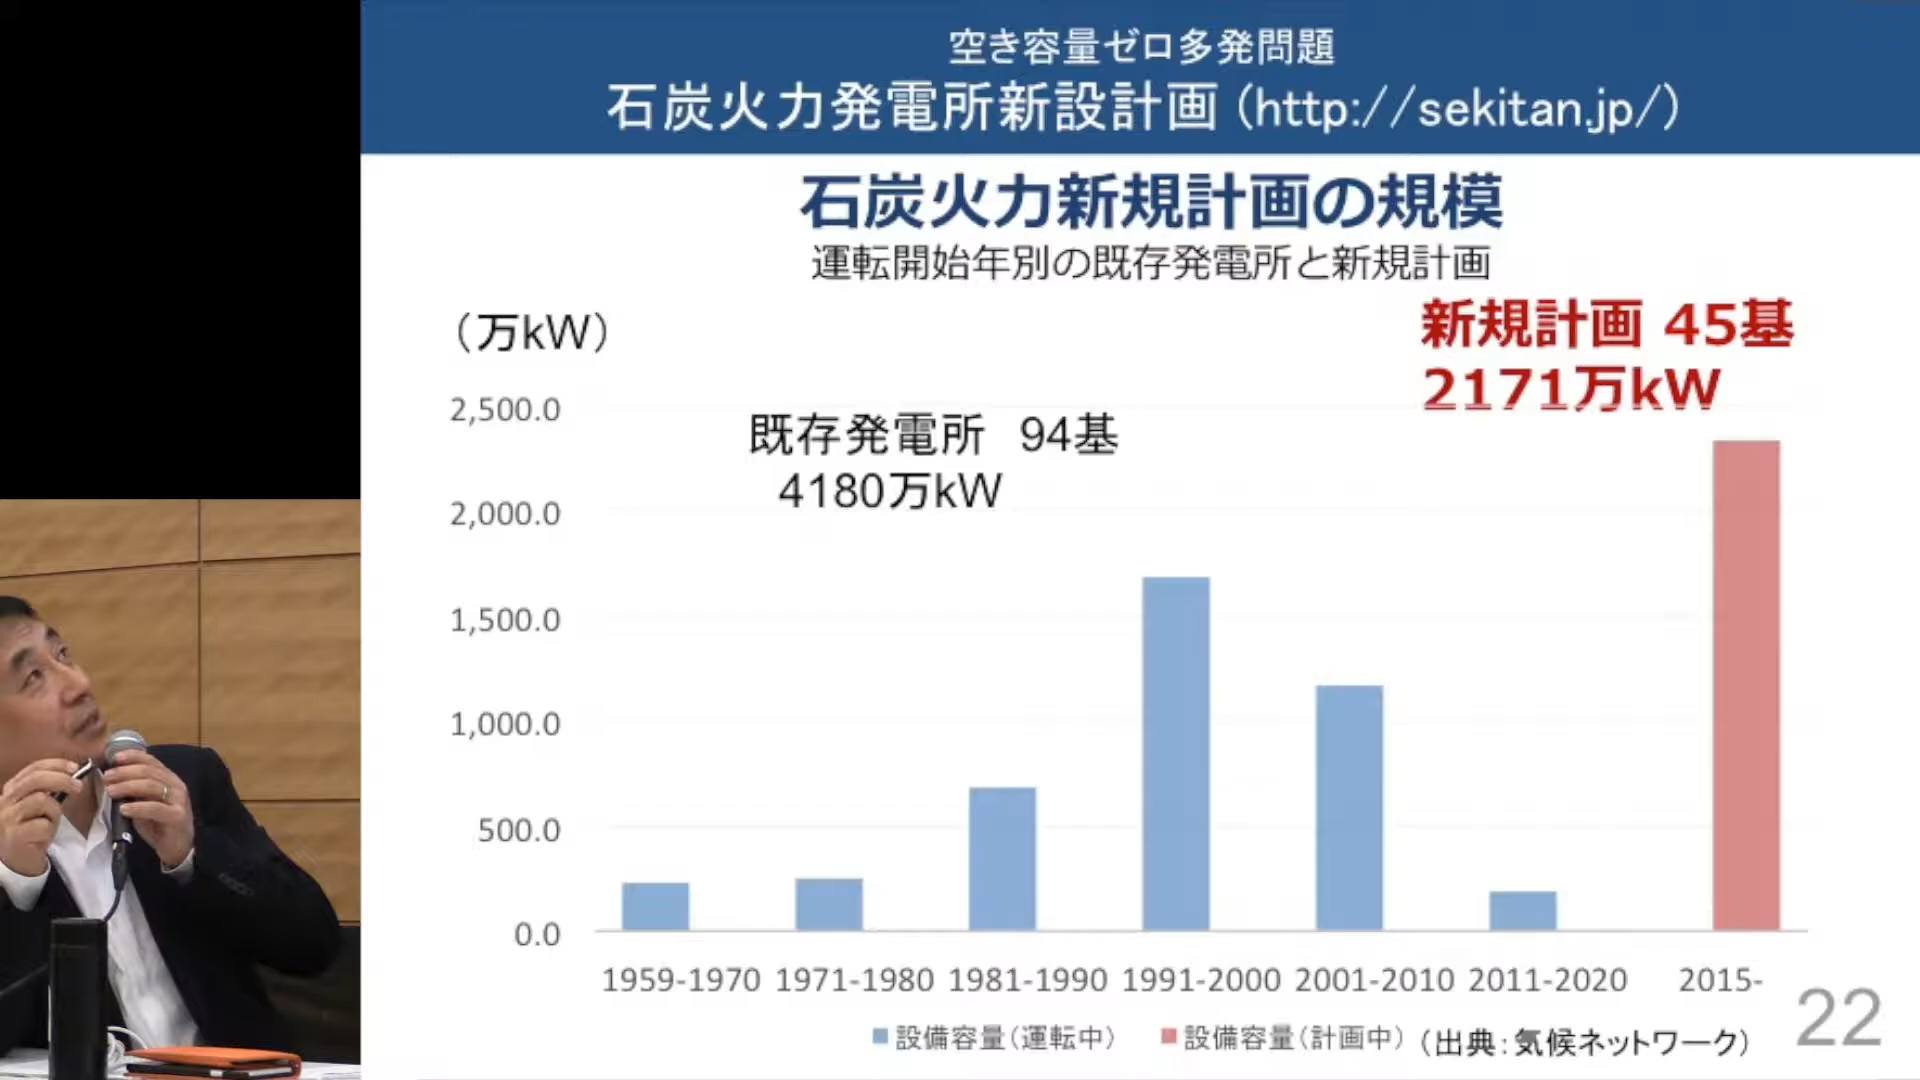 空き容量ゼロ多発問題
石炭火力発電所新設計画 (http://sekitan.jp/)
石炭火力新規計画の規模
運転開始年別の既存発電所と新規計画
（万kW）
新規計画 45基
2171万kW
既存発電所 94基
4180万kW
2,500.0
2,000.0
1,500.0
1,000.0
500.0
0.0
1959-1970 1971-1980 1981-1990 1991-2000 2001-2010 2011-2020 2015-
設備容量（運転中） 設備容量（計画中）（出典：気候ネットワーク）
22